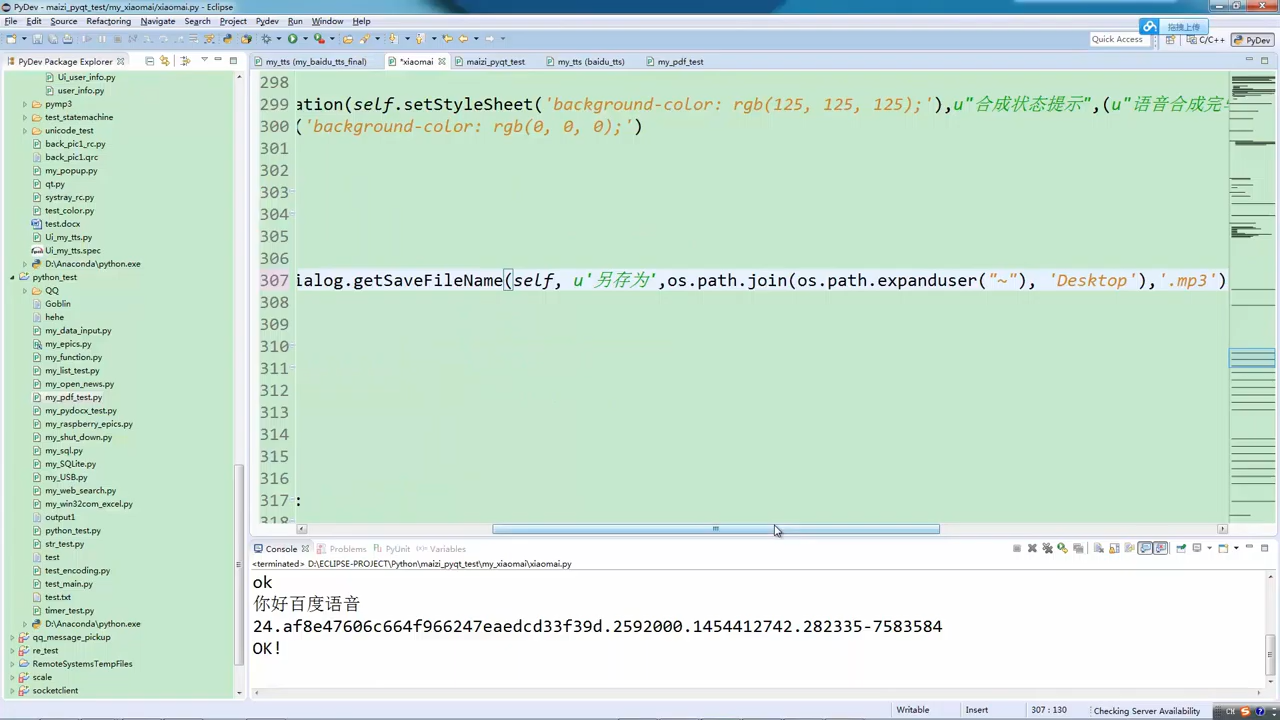 PyDev - maizi_pyqt_test/my_xiaomai/xiaomai.py - Eclipse
File Edit Source Refactoring Navigate Search Project Pydev Run Window Help
拖拽上传
Quick Access
C/C++
PyDev
PyDev Package Explorer
my_tts (my_baidu_tts_final)
*xiaomai
maizi_pyqt_test
my_tts (baidu_tts)
my_pdf_test
Ui_user_info.py
user_info.py
pymp3
test_statemachine
unicode_test
back_pic1_rc.py
back_pic1.qrc
my_popup.py
qt.py
systray_rc.py
test_color.py
test.docx
Ui_my_tts.py
Ui_my_tts.spec
D:\Anaconda\python.exe
python_test
QQ
Goblin
hehe
my_data_input.py
my_epics.py
my_function.py
my_list_test.py
my_open_news.py
my_pdf_test.py
my_pydocx_test.py
my_raspberry_epics.py
my_shut_down.py
my_sql.py
my_SQLite.py
my_USB.py
my_web_search.py
my_win32com_excel.py
output1
python_test.py
str_test.py
test
test_encoding.py
test_main.py
test.txt
timer_test.py
D:\Anaconda\python.exe
qq_message_pickup
re_test
RemoteSystemsTempFiles
scale
socketclient
298
299 ation(self.setStyleSheet('background-color: rgb(125, 125, 125);'),u"合成状态提示",(u"语音合成完
300 ('background-color: rgb(0, 0, 0);')
301
302
303
304
305
306
307 ialog.getSaveFileName(self, u'另存为',os.path.join(os.path.expanduser("~"), 'Desktop'),'.mp3')
308
309
310
311
312
313
314
315
316
317 :
318
Console
Problems
PyUnit
Variables
<terminated> D:\ECLIPSE-PROJECT\Python\maizi_pyqt_test\my_xiaomai\xiaomai.py
ok
你好百度语音
24.af8e47606c664f966247eaedcd33f39d.2592000.1454412742.282335-7583584
OK!
Writable
Insert
307 : 130
Checking Server Availability
CH